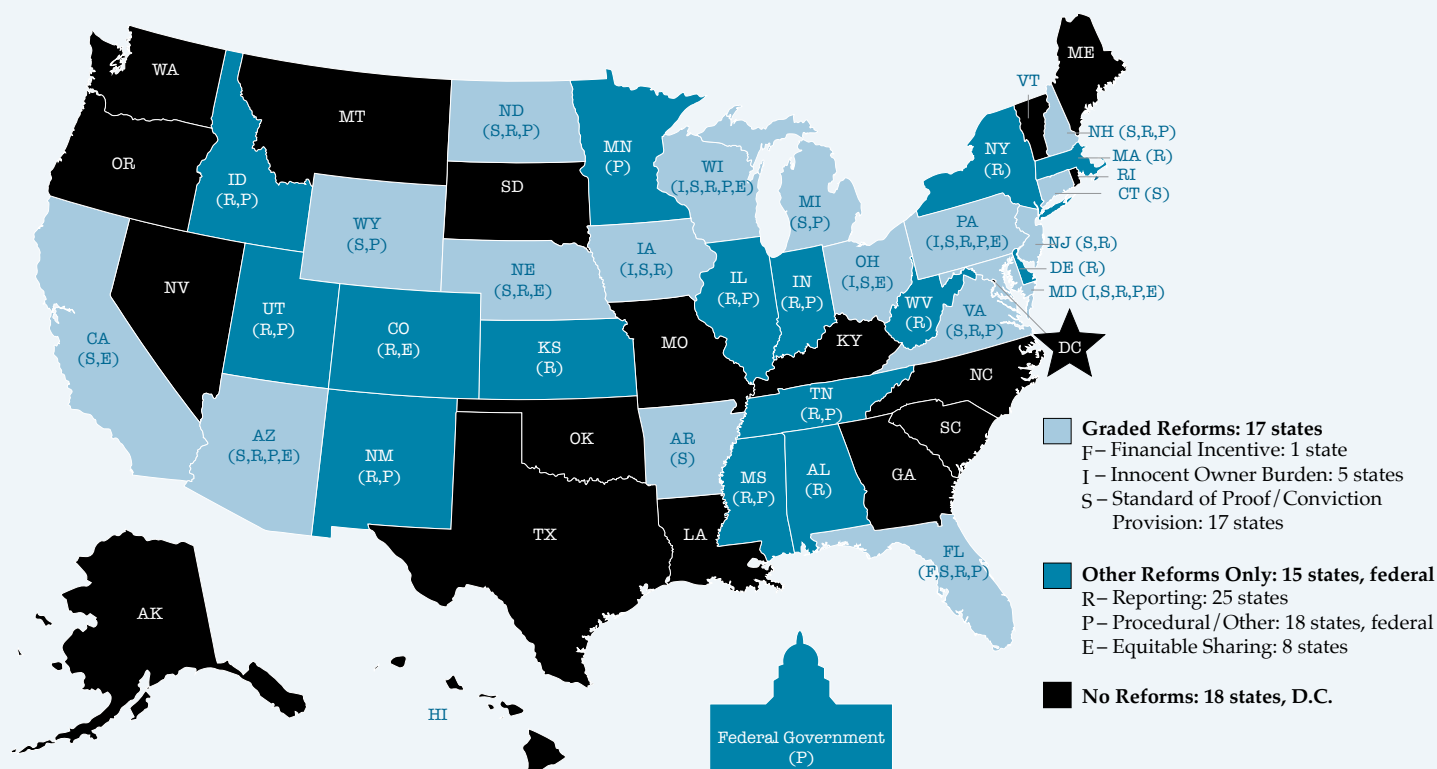 WA
OR
CA
(S,E)
NV
ID
(R,P)
MT
WY
(S,P)
UT
(R,P)
CO
(R,E)
AZ
(S,R,P,E)
NM
(R,P)
ND
(S,R,P)
SD
NE
(S,R,E)
KS
(R)
OK
TX
MN
(P)
IA
(I,S,R)
MO
AR
(S)
LA
WI
(I,S,R,P,E)
IL
(R,P)
MI
(S,P)
IN
(R,P)
OH
(I,S,E)
KY
TN
(R,P)
MS
(R,P)
AL
(R)
GA
FL
(F,S,R,P)
SC
NC
VA
(S,R,P)
WV
(R)
PA
(I,S,R,P,E)
NY
(R)
VT
ME
NH (S,R,P)
MA (R)
RI
CT (S)
NJ (S,R)
DE (R)
MD (I,S,R,P,E)
DC
AK
HI
Federal Government
(P)
Graded Reforms: 17 states
F – Financial Incentive: 1 state
I – Innocent Owner Burden: 5 states
S – Standard of Proof/Conviction
Provision: 17 states
Other Reforms Only: 15 states, federal
R – Reporting: 25 states
P – Procedural/Other: 18 states, federal
E – Equitable Sharing: 8 states
No Reforms: 18 states, D.C.